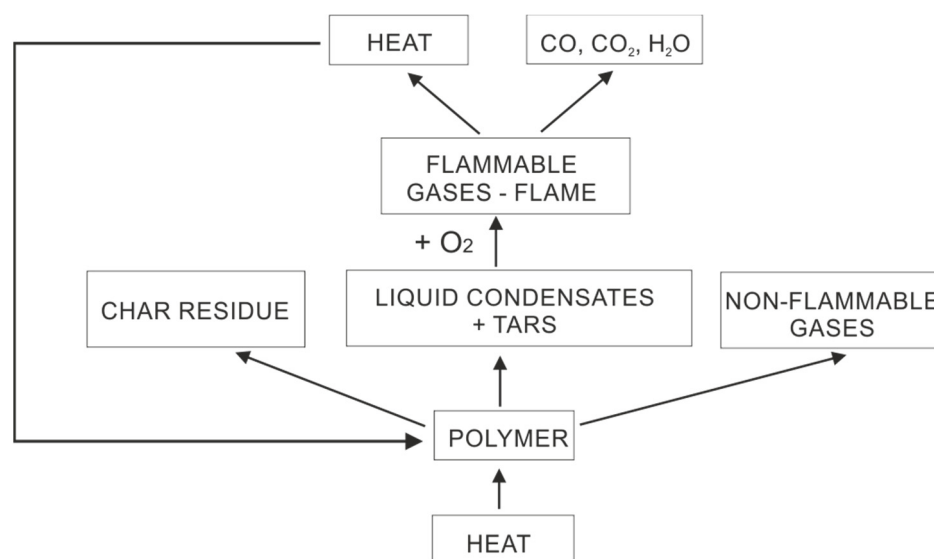 HEAT
CO, CO₂, H₂O
FLAMMABLE
GASES - FLAME
+ O₂
CHAR RESIDUE
LIQUID CONDENSATES
+ TARS
NON-FLAMMABLE
GASES
POLYMER
HEAT